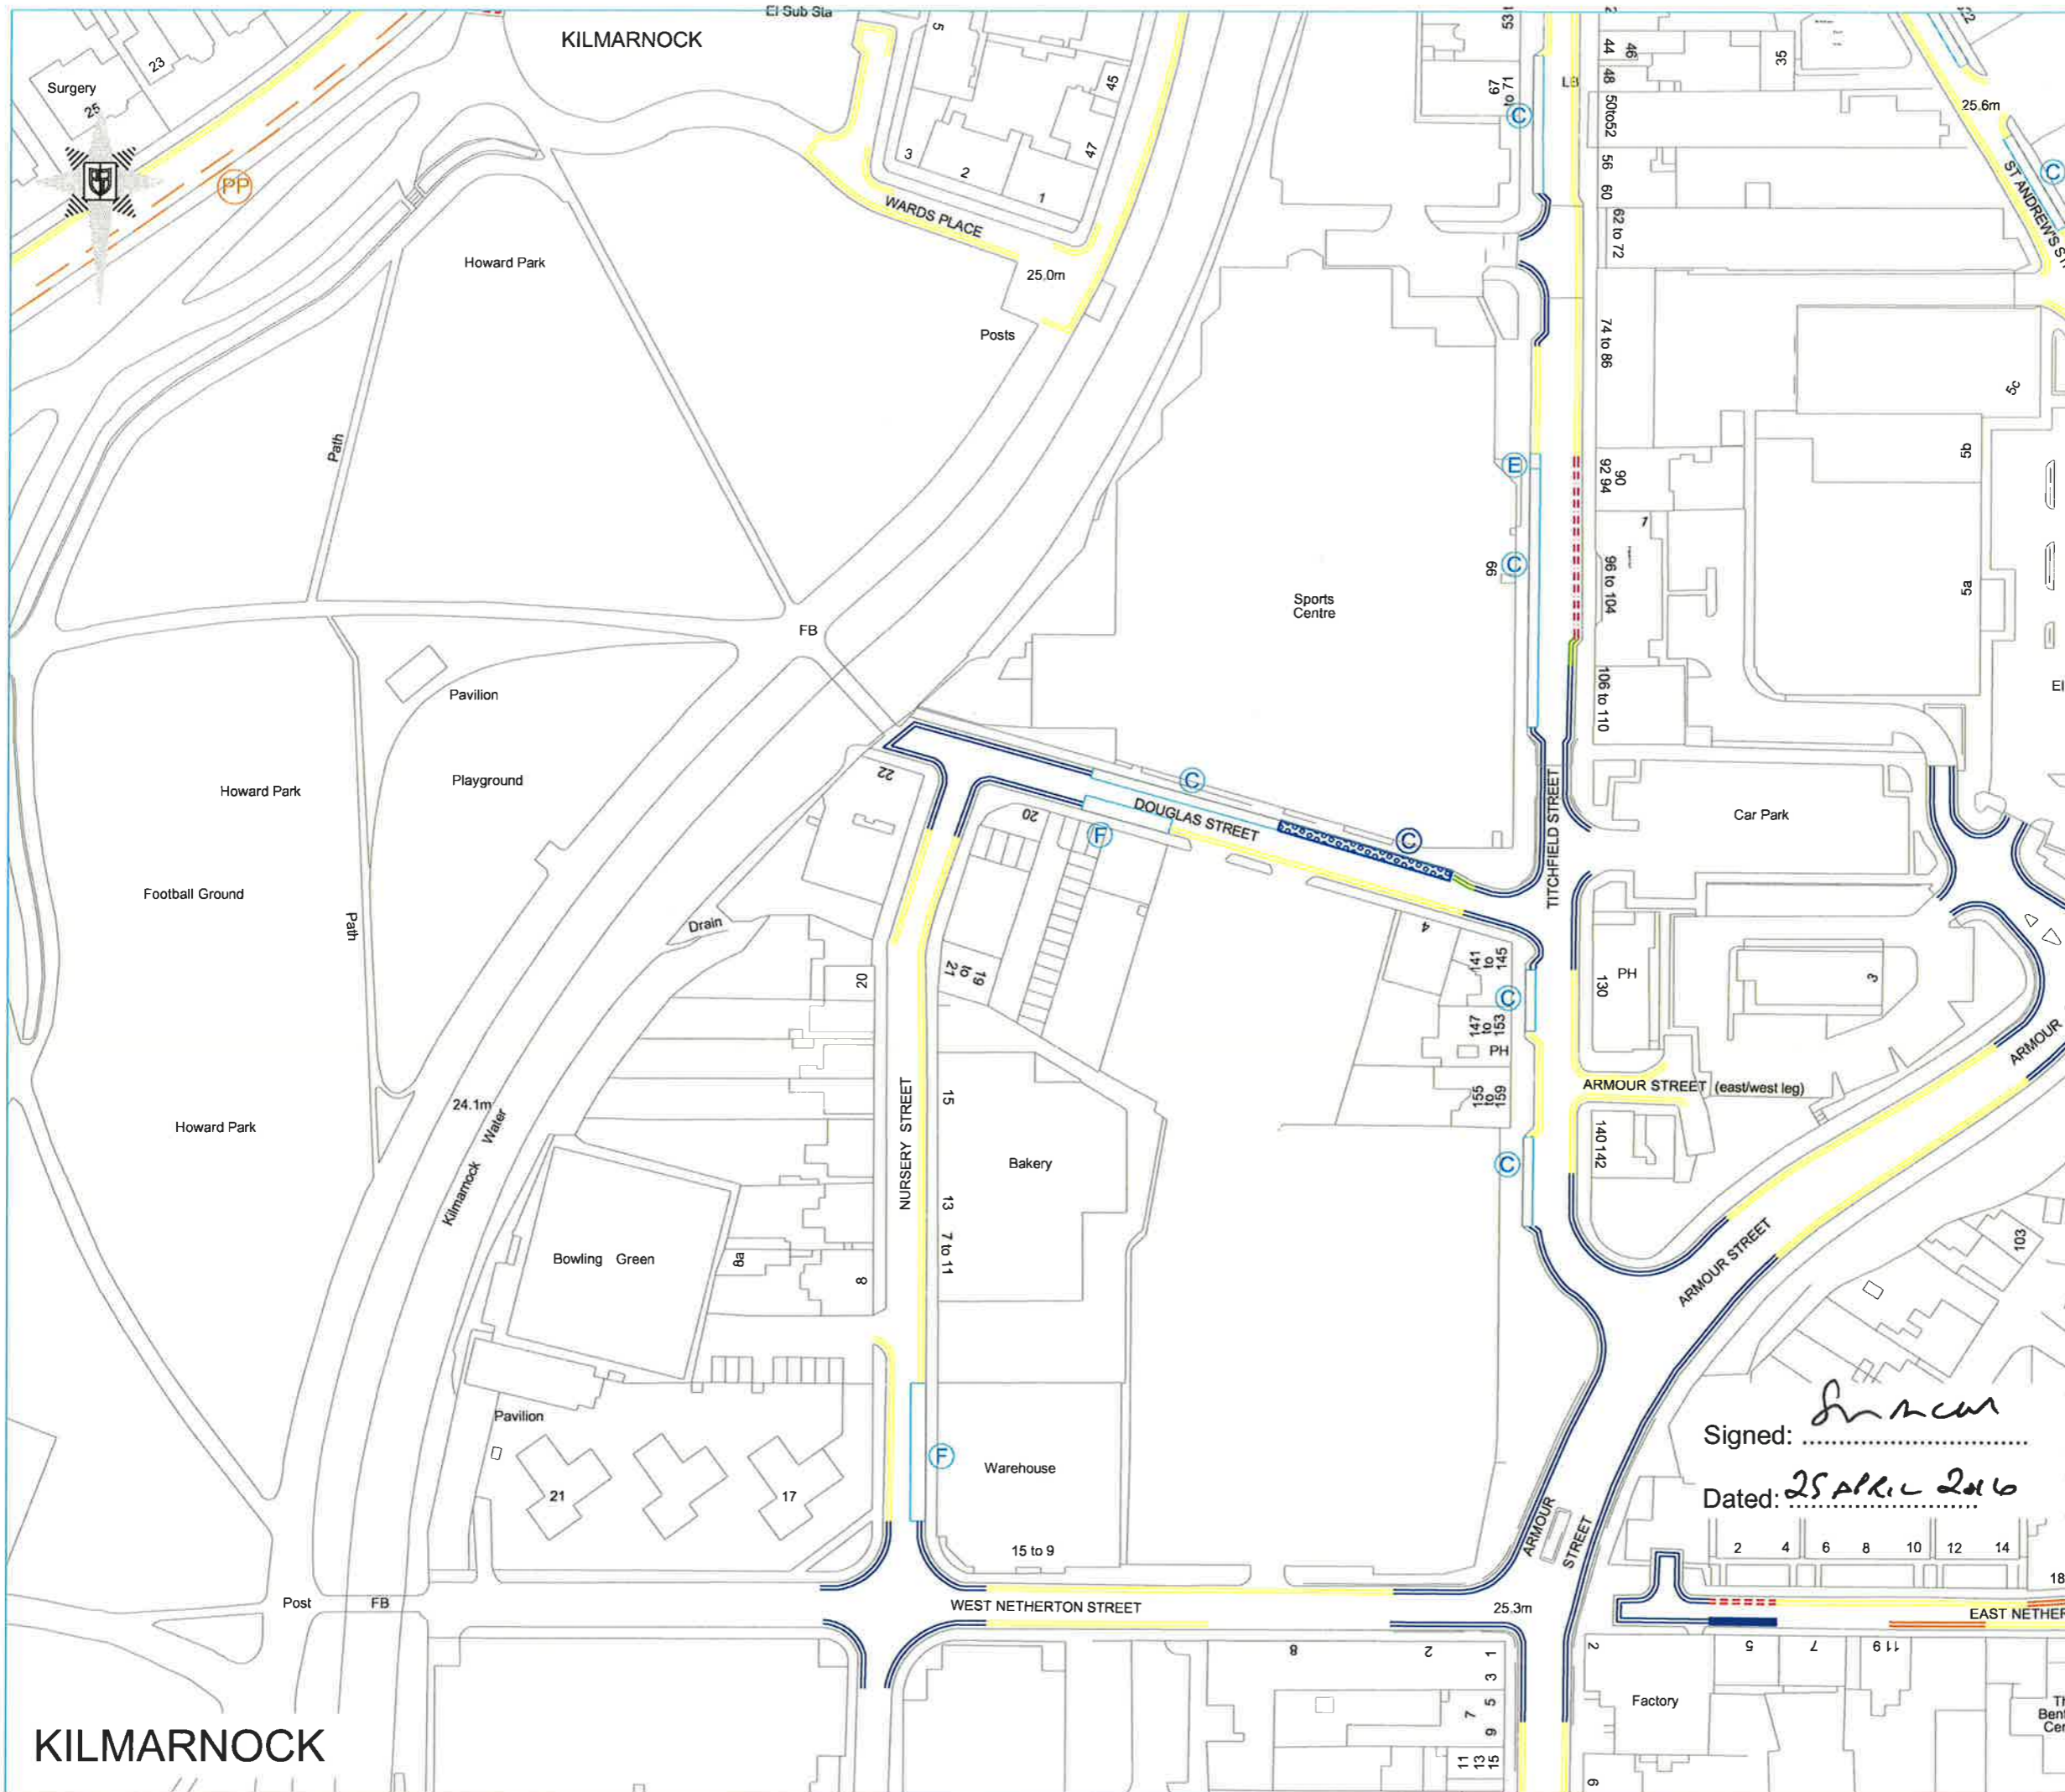 El Sub Sta
KILMARNOCK
Surgery
25
23
PP
5
45
47
3
2
1
WARDS PLACE
25.0m
Posts
Howard Park
Path
67
to 71
C
LB
44
46
48
35
50to52
56
60
62 to 72
74 to 86
25.6m
C
5c
5b
5a
E
C
99
90
92 94
1
96 to 104
106 to 110
Sports
Centre
FB
Pavilion
Howard Park
Playground
Football Ground
Path
Drain
22
20
C
DOUGLAS STREET
F
C
TITCHFIELD STREET
Car Park
4
141
to
145
C
147
to
153
PH
155
to
159
C
130
PH
3
ARMOUR STREET (east/west leg)
140 142
ARMOUR
ARMOUR STREET
103
20
19
to
21
NURSERY STREET
15
13
7 to 11
Bakery
24.1m
Kilmarnock Water
Howard Park
Bowling Green
8a
8
Pavilion
21
17
F
Warehouse
15 to 9
Signed:
Dated: 25 APRIL 2016
ARMOUR
STREET
2 4 6 8 10 12 14
18
Post
FB
WEST NETHERTON STREET
25.3m
EAST NETHER
8
2
1
3
5
7
9
11
13
15
2
5
7
9 11
Factory
6
KILMARNOCK